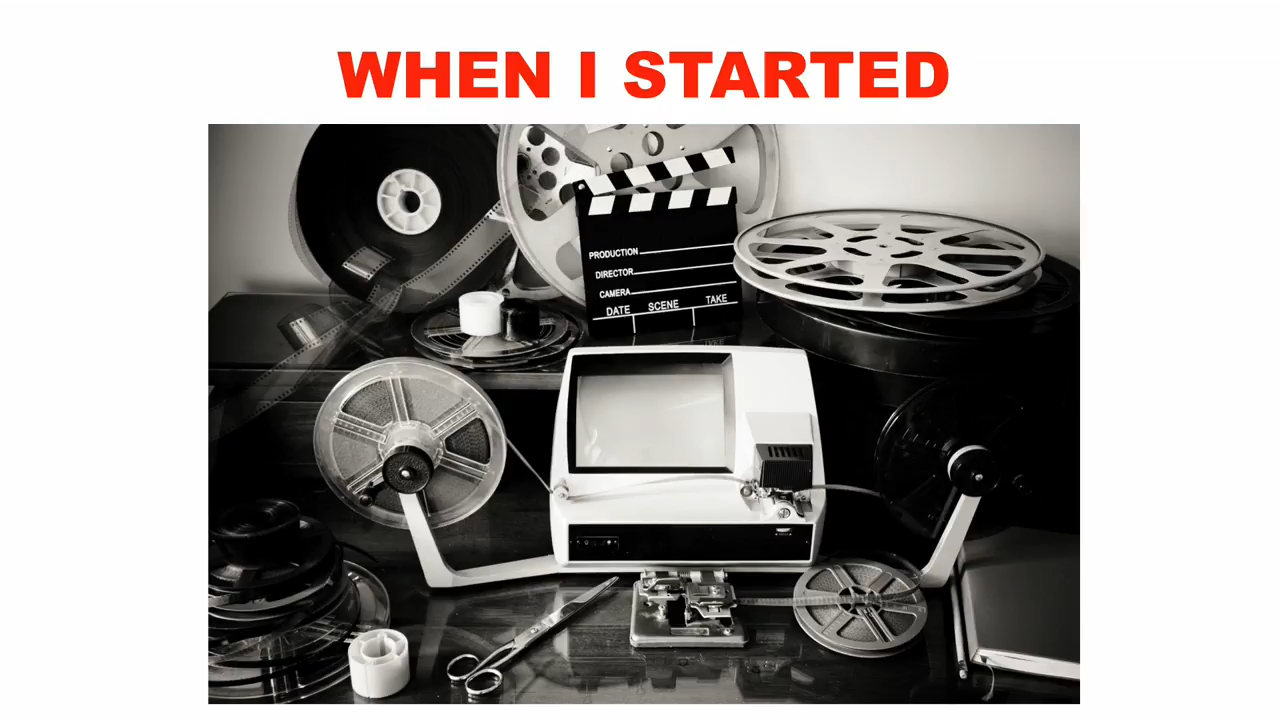 WHEN I STARTED
PRODUCTION
DIRECTOR
CAMERA
DATE SCENE TAKE